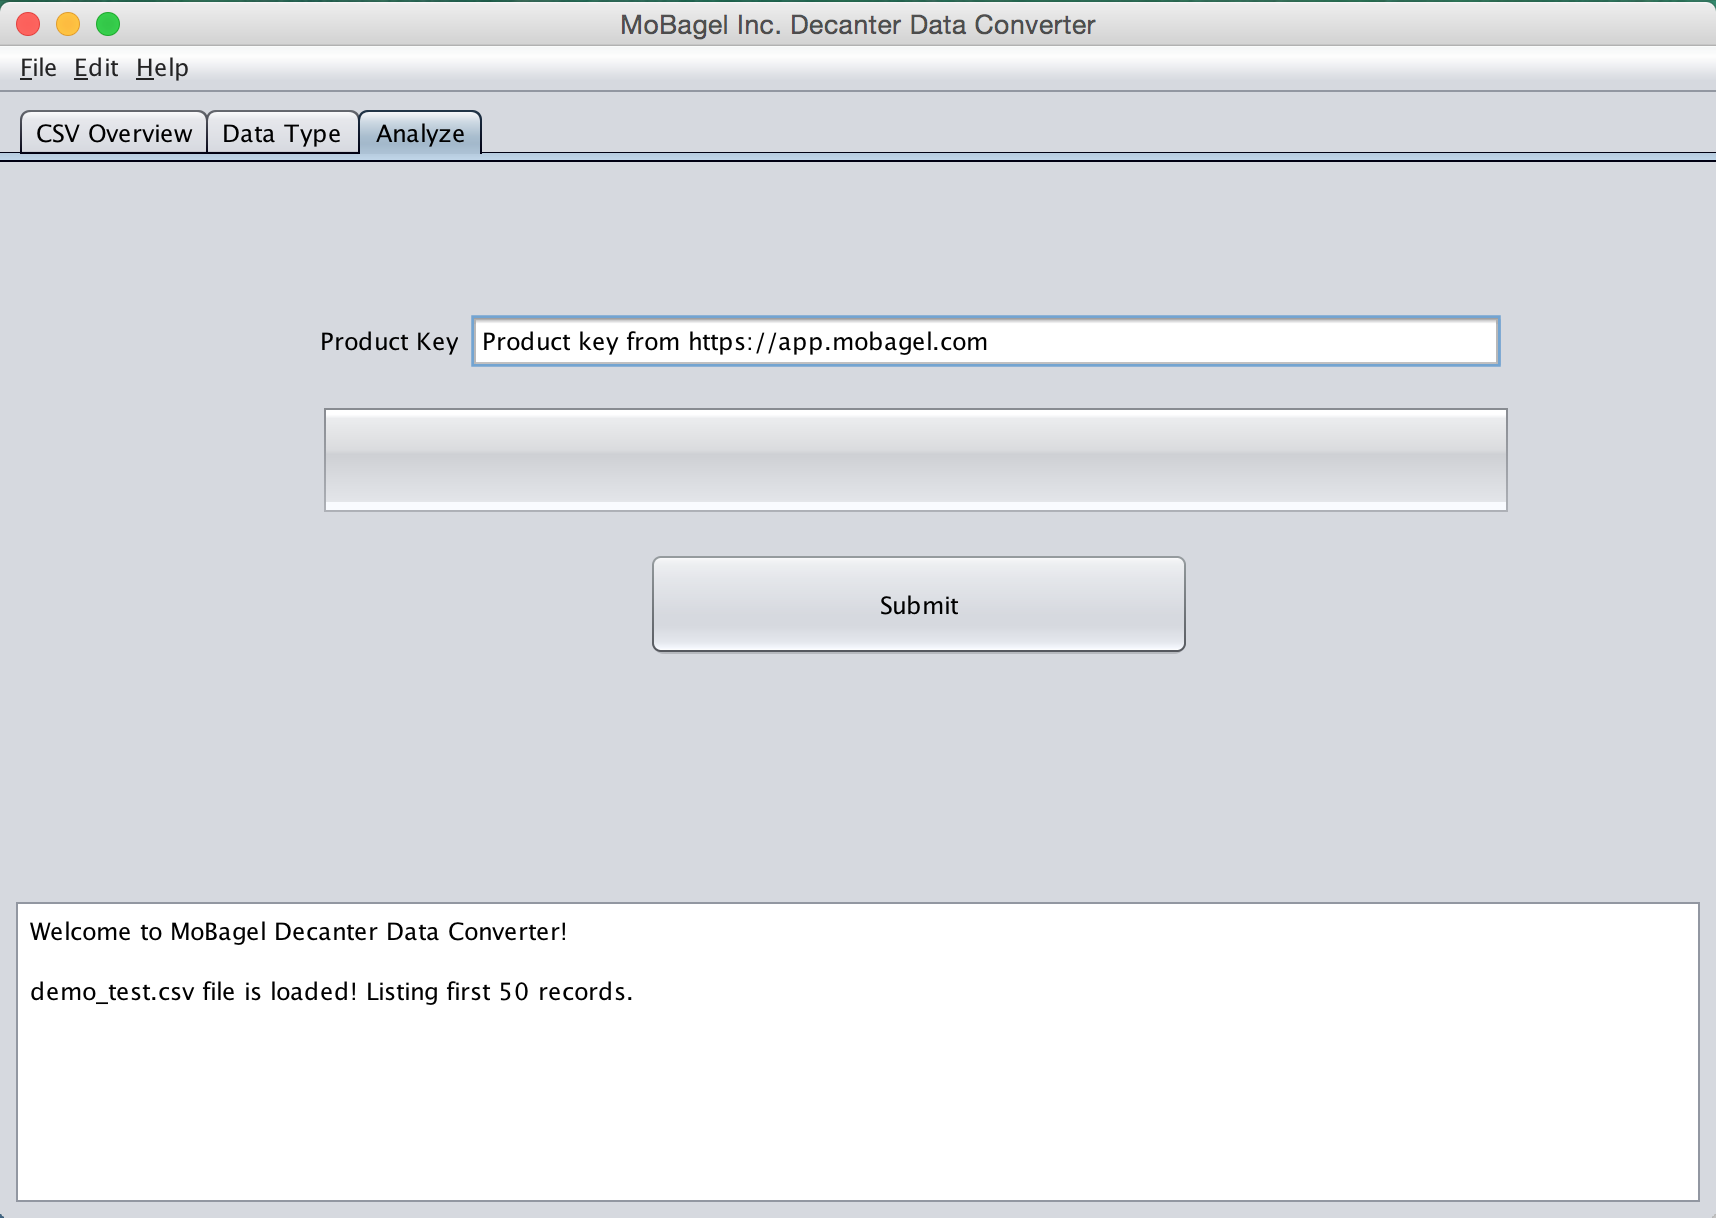 MoBagel Inc. Decanter Data Converter
File Edit Help
CSV Overview Data Type Analyze
Product Key Product key from https://app.mobagel.com
Submit
Welcome to MoBagel Decanter Data Converter!
demo_test.csv file is loaded! Listing first 50 records.